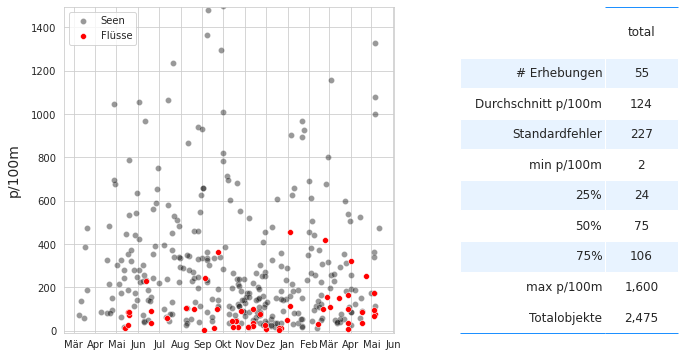 Seen
Flüsse
p/100m
1400
1200
1000
800
600
400
200
0
Mär Apr Mai Jun Jul Aug Sep Okt Nov Dez Jan Feb Mär Apr Mai Jun
total
# Erhebungen 55
Durchschnitt p/100m 124
Standardfehler 227
min p/100m 2
25% 24
50% 75
75% 106
max p/100m 1,600
Totalobjekte 2,475